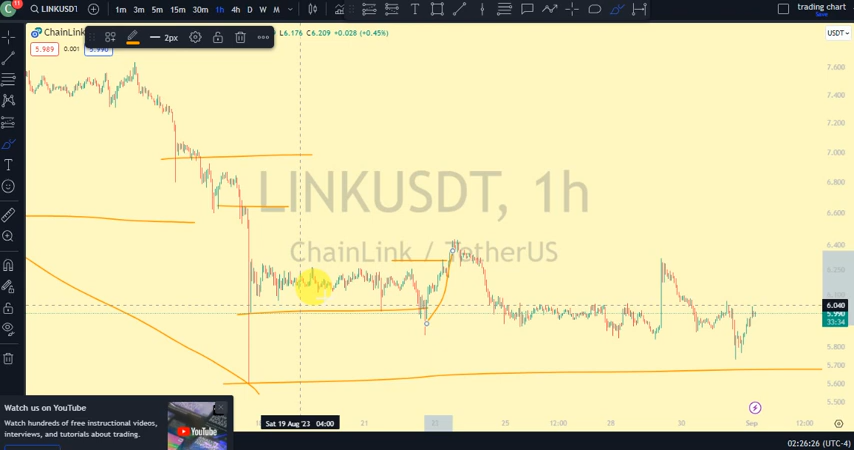 C 11 LINKUSDT 1m 3m 5m 15m 30m 1h 4h D W M T
trading chart
Save
ChainLink L6.176 C6.209 +0.028 (+0.45%)
2px
5.989 0.001 5.990
USDT
7.600
7.400
7.200
7.000
6.800
6.600
6.400
6.040
5.990
33:34
5.800
5.700
5.600
5.500
LINKUSDT, 1h
ChainLink / TetherUS
Watch us on YouTube
Watch hundreds of free instructional videos,
interviews, and tutorials about trading.
YouTube
Sat 19 Aug '23 04:00
21
25
12:00
28
30
Sep
12:00
02:26:26 (UTC-4)